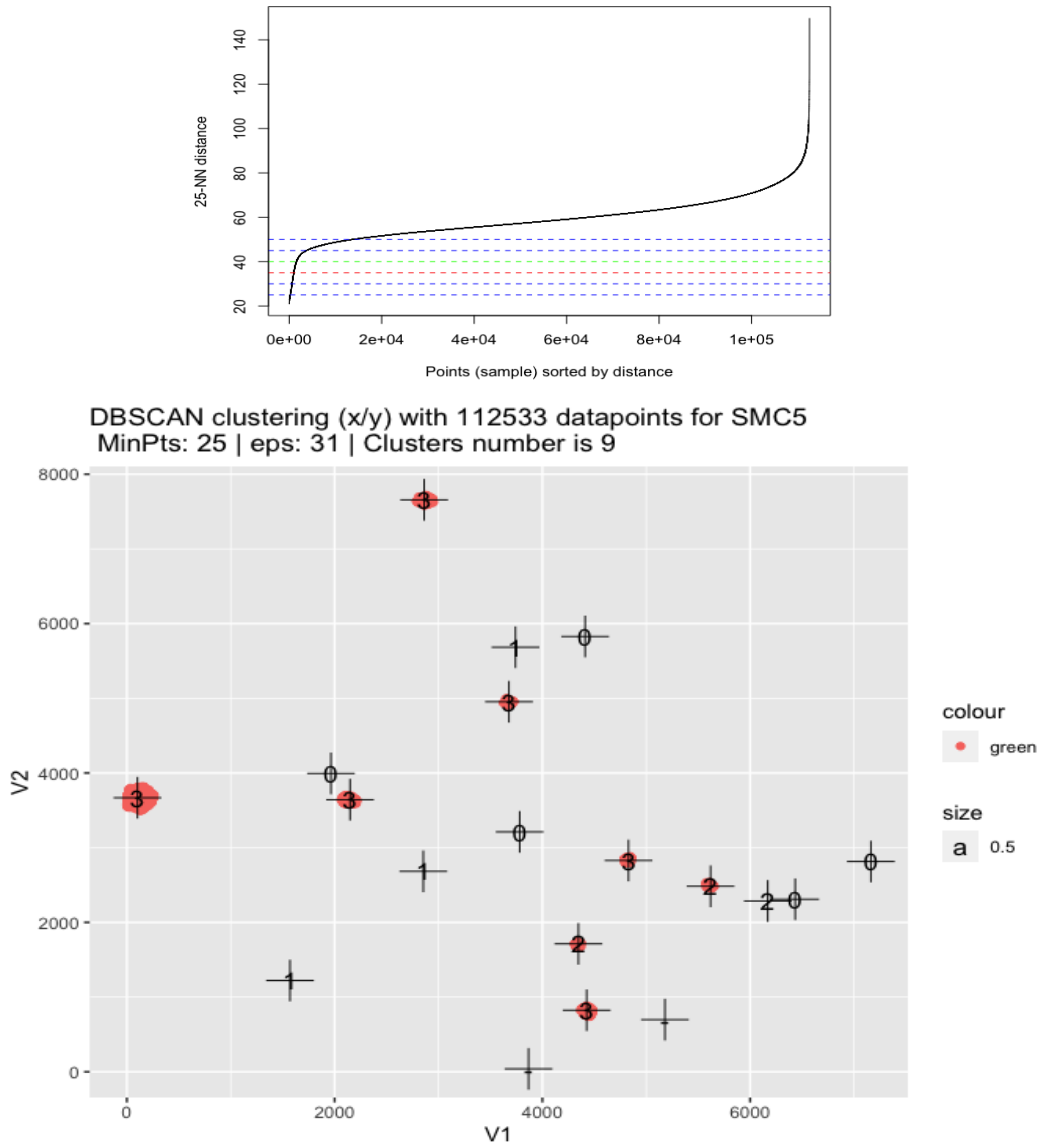 140
120
100
80
60
40
20
25-NN distance
0e+00 2e+04 4e+04 6e+04 8e+04 1e+05
Points (sample) sorted by distance
DBSCAN clustering (x/y) with 112533 datapoints for SMC5
MinPts: 25 | eps: 31 | Clusters number is 9
8000
3
6000
1 0
3
4000
0
3 3
0
3 0
1
2
2 0
2000
2
1
3
-
0
-
V2
0 2000 4000 6000
V1
colour
green
size
a 0.5